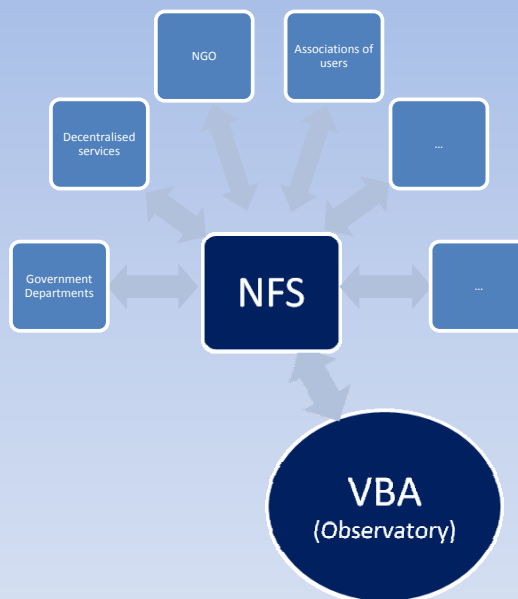 NGO
Associations of
users
Decentralised
services
...
Government
Departments
NFS
...
VBA
(Observatory)